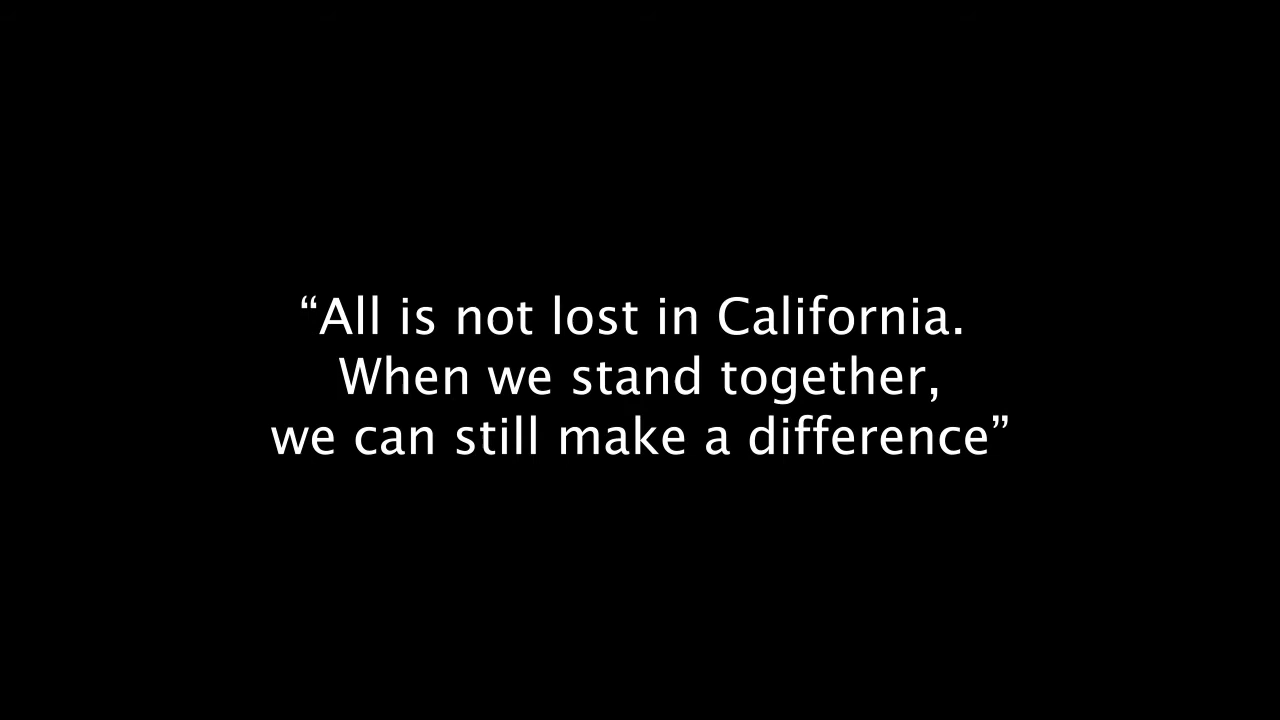 “All is not lost in California.
When we stand together,
we can still make a difference”